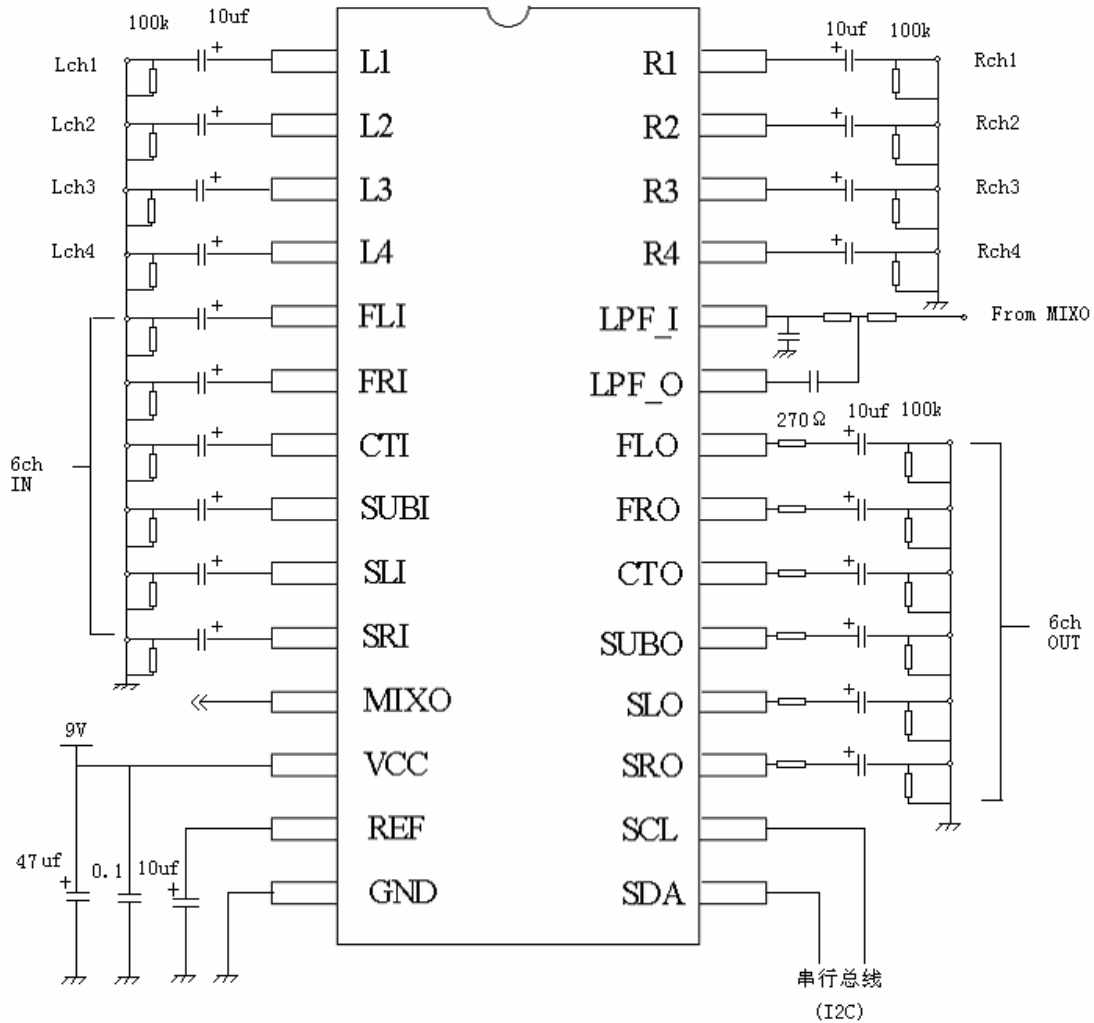 100k 10uf
10uf 100k
Lch1 + L1 R1 + Rch1
Lch2 + L2 R2 + Rch2
Lch3 + L3 R3 + Rch3
Lch4 + L4 R4 + Rch4
+ FLI LPF_I From MIXO
+ FRI LPF_O
270Ω 10uf 100k
+ CTI FLO +
6ch
IN
+ SUBI FRO +
+ SLI CTO +
+ SRI SUBO +
6ch
OUT
MIXO SLO +
9V
VCC SRO +
REF SCL
47uf 0.1 10uf
+ +
GND SDA
串行总线
(I2C)